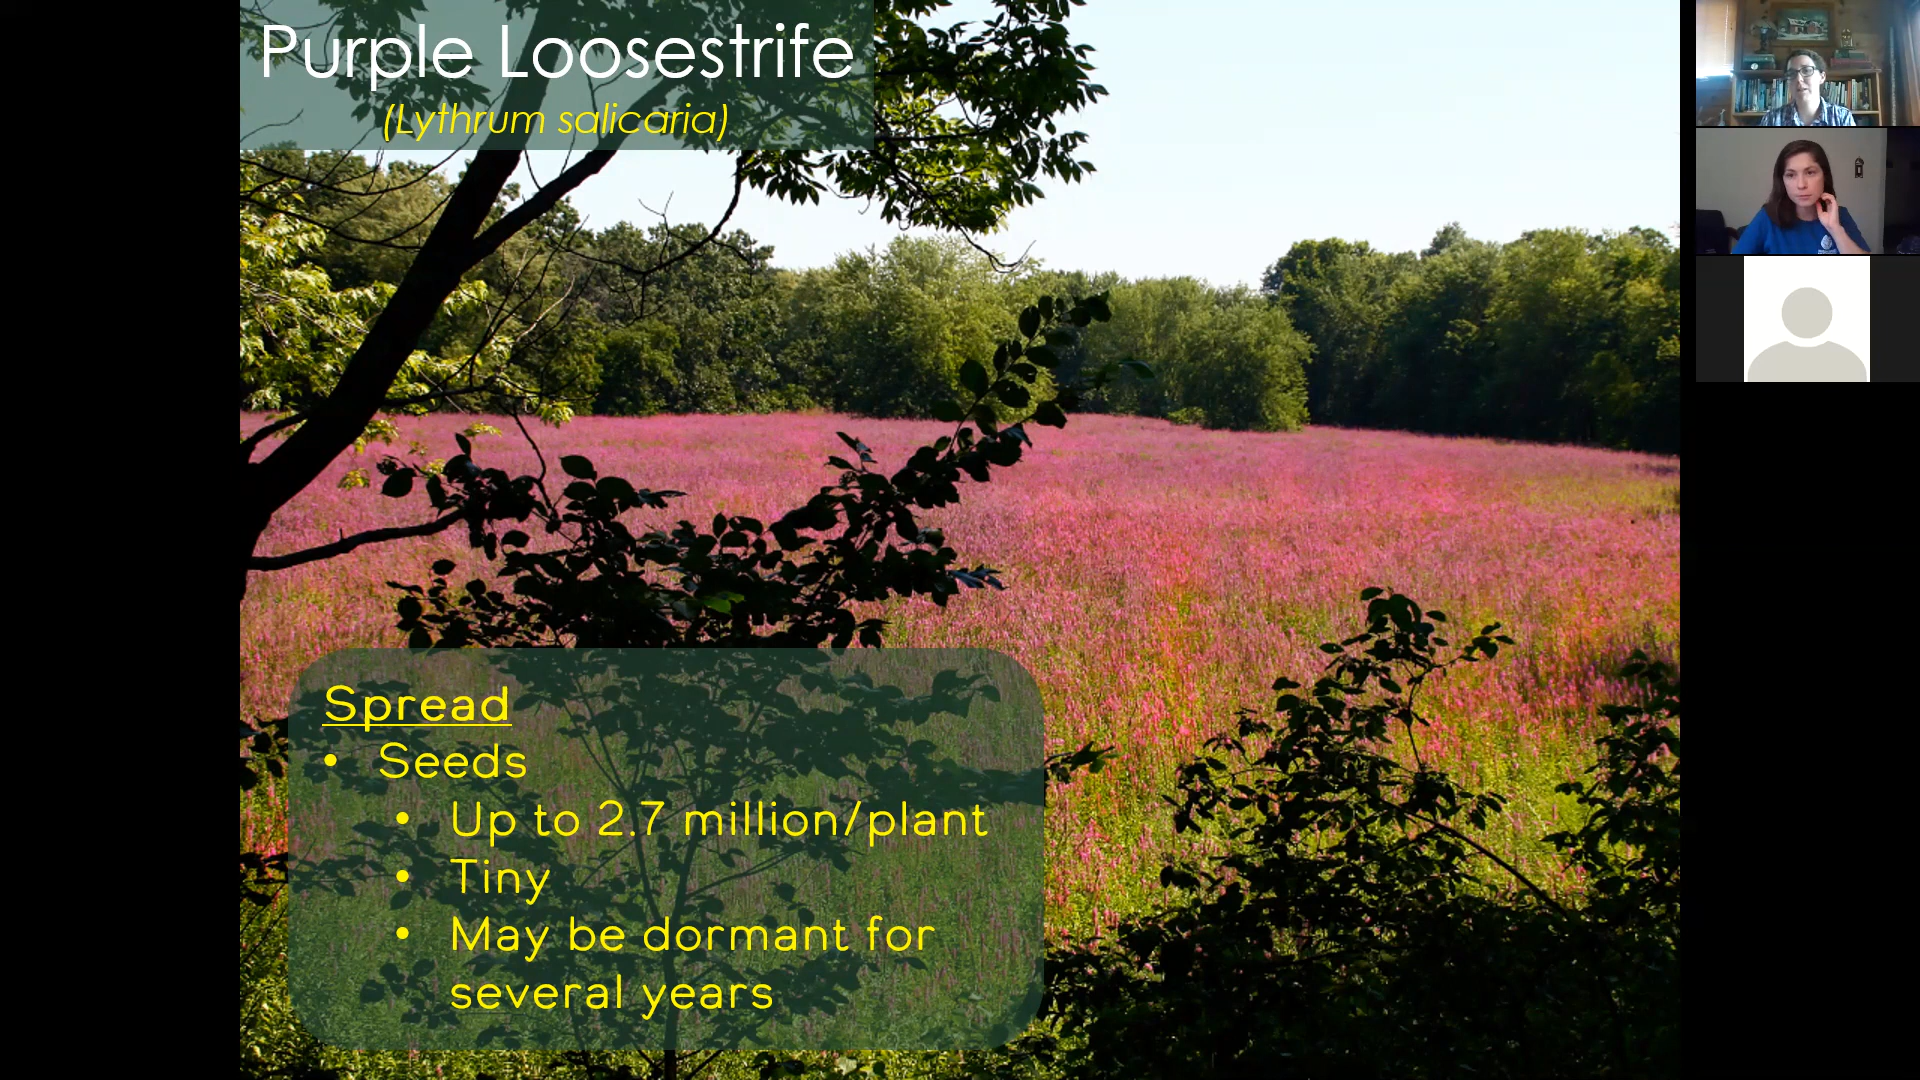 Purple Loosestrife
(Lythrum salicaria)
Spread
• Seeds
• Up to 2.7 million/plant
• Tiny
• May be dormant for
several years